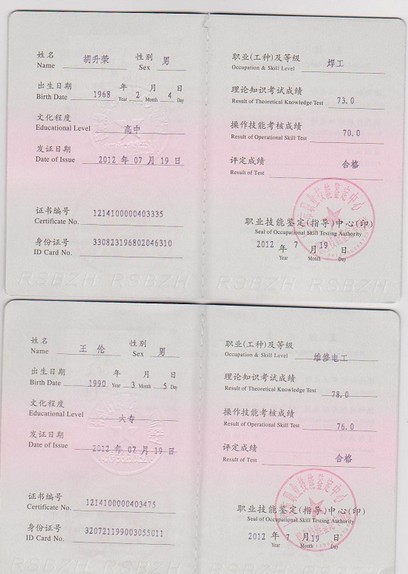 姓名 胡升荣 性别 男
Name Sex
出生日期 1968 年 2 月 4 日
Birth Date Year Month Day
文化程度
Educational Level 高中
发证日期
Date of Issue 2012 年 07 月 19 日
证书编号 1214100000403335
Certificate No.
身份证号 330823196802046310
ID Card No.
职业(工种)及等级 焊工
Occupation & Skill Level
理论知识考试成绩
Result of Theoretical Knowledge Test 73.0
操作技能考核成绩
Result of Operational Skill Test 70.0
评定成绩 合格
Result of Test
职业技能鉴定(指导)中心(印)
Seal of Occupational Skill Testing Authority
2012 年 7 月 19 日
Year Month Day
RSBZH RSBZH RSBZH RSBZH
姓名 王伦 性别 男
Name Sex
出生日期 1990 年 3 月 5 日
Birth Date Year Month Day
文化程度
Educational Level 大专
发证日期
Date of Issue 2012 年 07 月 19 日
证书编号 1214100000403475
Certificate No.
身份证号 320721199003055011
ID Card No.
职业(工种)及等级
Occupation & Skill Level 维修电工
理论知识考试成绩
Result of Theoretical Knowledge Test 78.0
操作技能考核成绩
Result of Operational Skill Test 76.0
评定成绩
Result of Test 合格
职业技能鉴定(指导)中心(印)
Seal of Occupational Skill Testing Authority
2012 年 7 月 19 日
Year Month Day